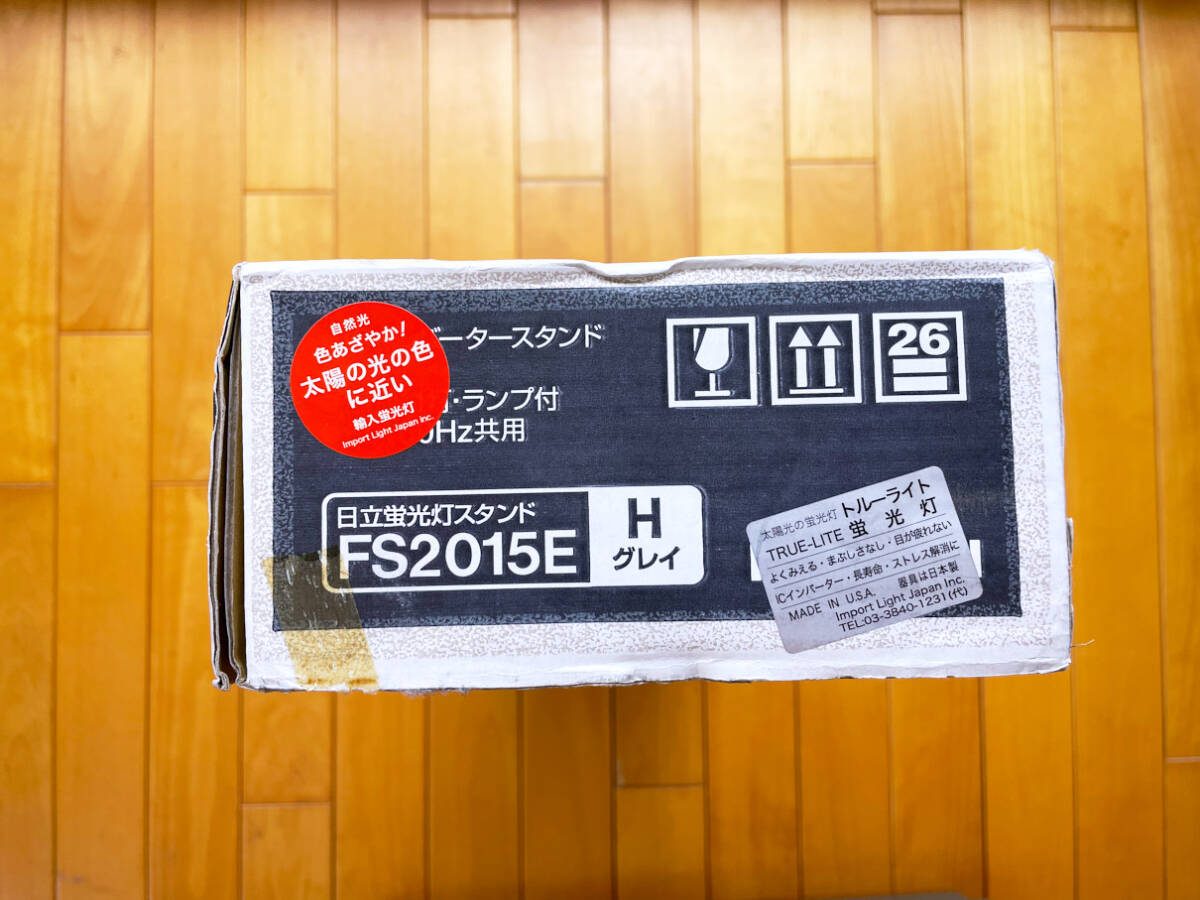 自然光
色あざやか!
太陽の光の色
に近い
輸入蛍光灯
Import Light Japan inc.
ータースタンド
・ランプ付
Hz共用
26
日立蛍光灯スタンド
FS2015E
H
グレイ
太陽光の蛍光灯 トルーライト
TRUE-LITE 蛍光灯
よくみえる・まぶしさなし・目が疲れない
ICインバーター・長寿命・ストレス解消に
MADE IN U.S.A. 器具は日本製
Import Light Japan Inc.
TEL:03-3840-1231(代)